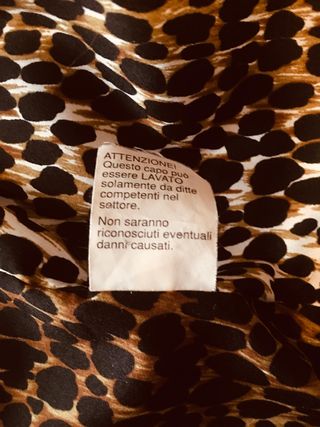 ATTENZIONE!
Questo capo può
essere LAVATO
solamente da ditte
competenti nel
settore.
Non saranno
riconosciuti eventuali
danni causati.